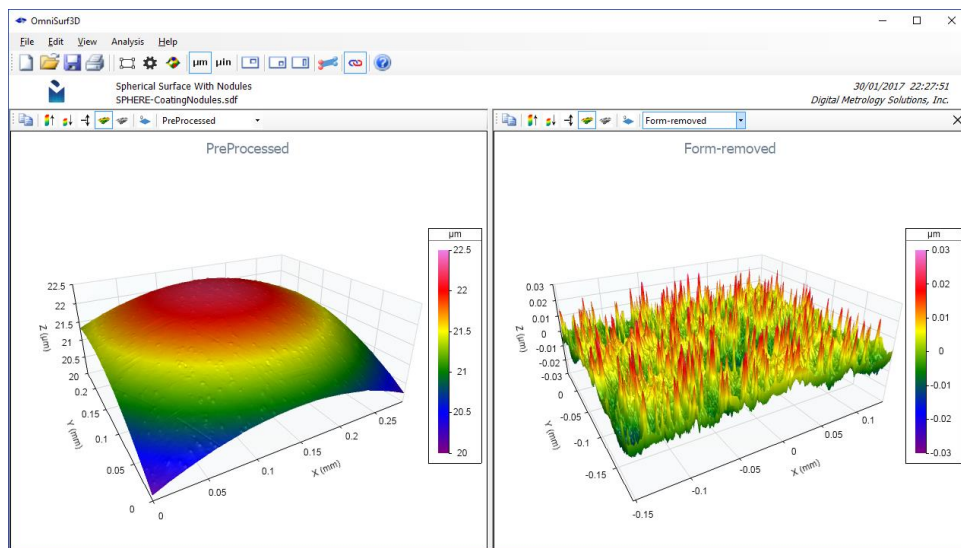 OmniSurf3D
File Edit View Analysis Help
µm µin
Spherical Surface With Nodules
SPHERE-CoatingNodules.sdf
30/01/2017 22:27:51
Digital Metrology Solutions, Inc.
PreProcessed
PreProcessed
µm
22.5
22
21.5
21
20.5
20
22.5
22
21.5
21
20.5
20
Z (µm)
0.2
0.15
0.1
0.05
0
Y (mm)
0
0.05
0.1
0.15
0.2
0.25
X (mm)
Form-removed
Form-removed
µm
0.03
0.02
0.01
0
-0.01
-0.02
-0.03
0.03
0.02
0.01
0
-0.01
-0.02
-0.03
Z (µm)
0
-0.05
-0.1
-0.15
Y (mm)
-0.15
-0.1
-0.05
0
0.05
0.1
X (mm)